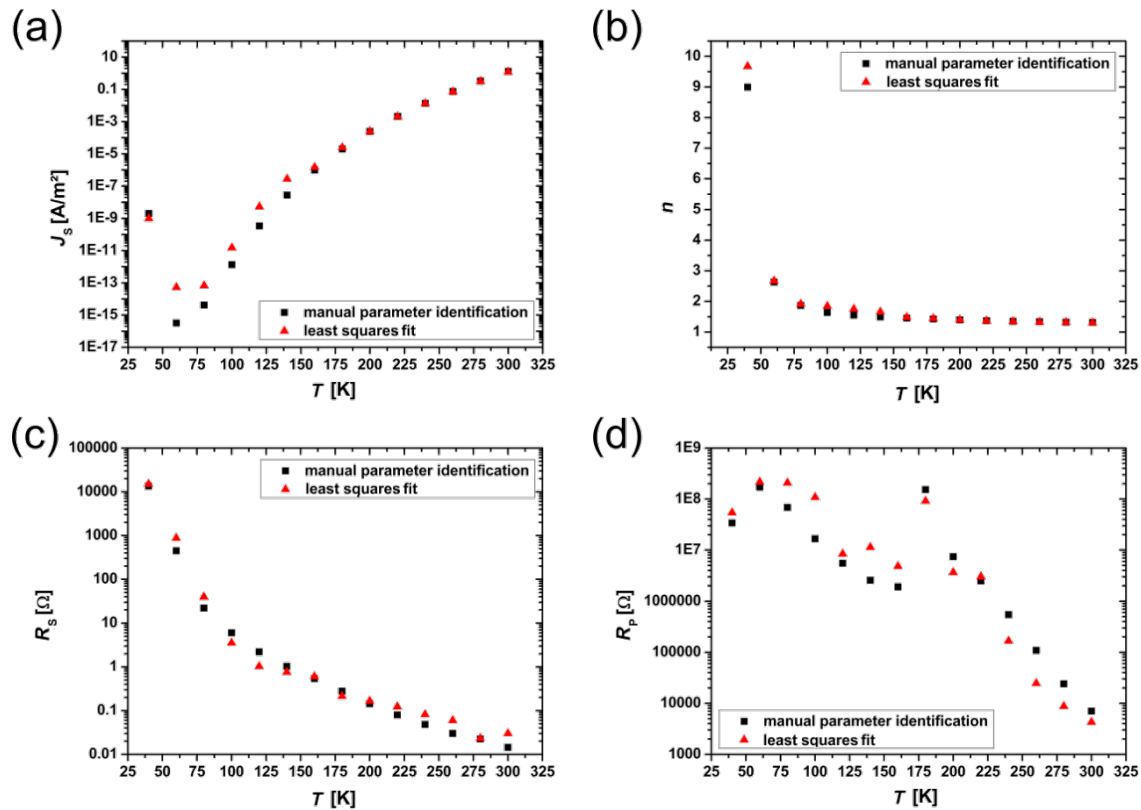 (a)
10
0.1
1E-3
1E-5
1E-7
1E-9
1E-11
1E-13
1E-15
1E-17
J_S [A/m²]
manual parameter identification
least squares fit
25 50 75 100 125 150 175 200 225 250 275 300 325
T [K]
(b)
10
9
8
7
6
5
4
3
2
1
n
manual parameter identification
least squares fit
25 50 75 100 125 150 175 200 225 250 275 300 325
T [K]
(c)
100000
10000
1000
100
10
1
0.1
0.01
R_S [Ω]
manual parameter identification
least squares fit
25 50 75 100 125 150 175 200 225 250 275 300 325
T [K]
(d)
1E9
1E8
1E7
1000000
100000
10000
1000
R_P [Ω]
manual parameter identification
least squares fit
25 50 75 100 125 150 175 200 225 250 275 300 325
T [K]